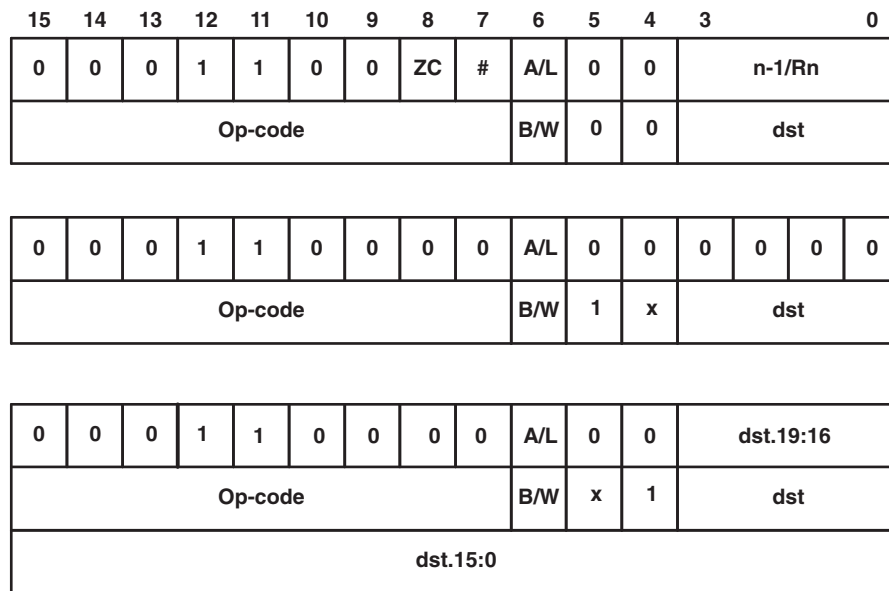 15 14 13 12 11 10 9 8 7 6 5 4 3 0
0 0 0 1 1 0 0 ZC # A/L 0 0 n-1/Rn
Op-code B/W 0 0 dst
0 0 0 1 1 0 0 0 0 A/L 0 0 0 0 0 0
Op-code B/W 1 x dst
0 0 0 1 1 0 0 0 0 A/L 0 0 dst.19:16
Op-code B/W x 1 dst
dst.15:0